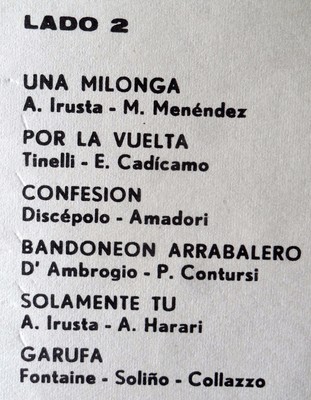 LADO 2
UNA MILONGA
A. Irusta - M. Menéndez
POR LA VUELTA
Tinelli - E. Cadícamo
CONFESION
Discépolo - Amadori
BANDONEON ARRABALERO
D' Ambrogio - P. Contursi
SOLAMENTE TU
A. Irusta - A. Harari
GARUFA
Fontaine - Soliño - Collazzo